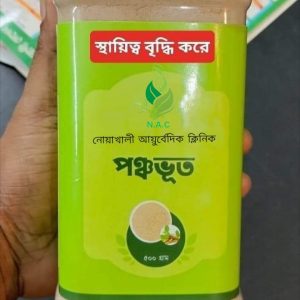 স্থায়িত্ব বৃদ্ধি করে
N.A.C
নোয়াখালী আয়ুর্বেদিক ক্লিনিক
পঞ্চভূত
৫০০ গ্রাম